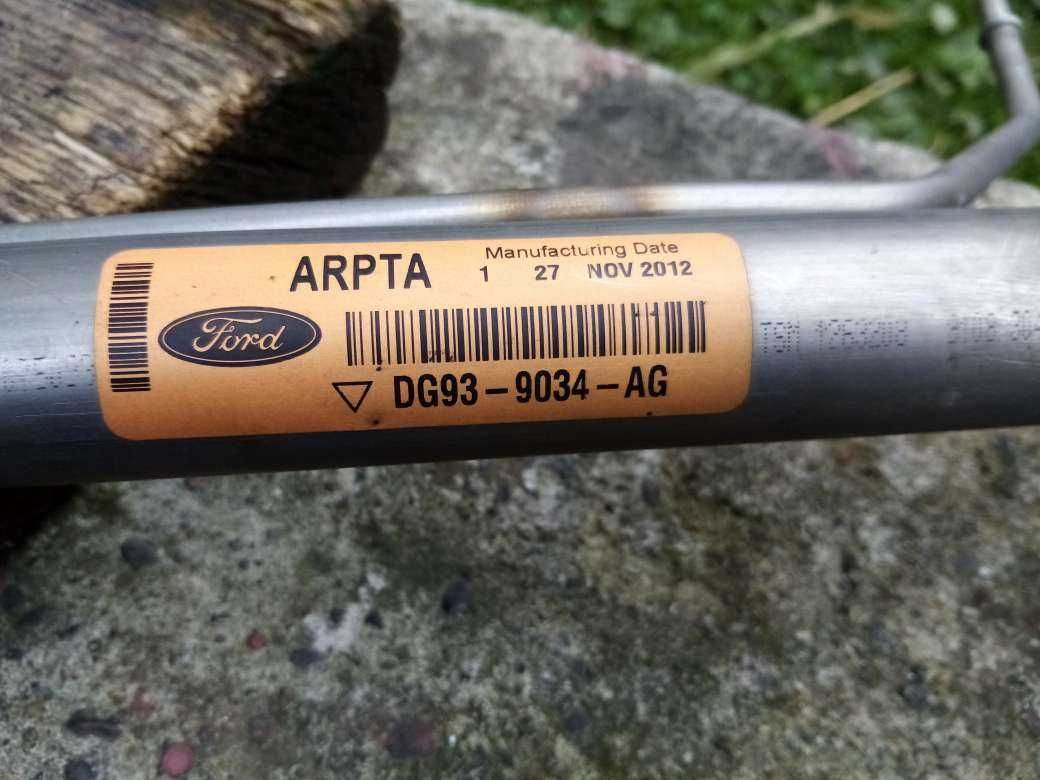 ARPTA
Manufacturing Date
1 27 NOV 2012
Ford
DG93-9034-AG